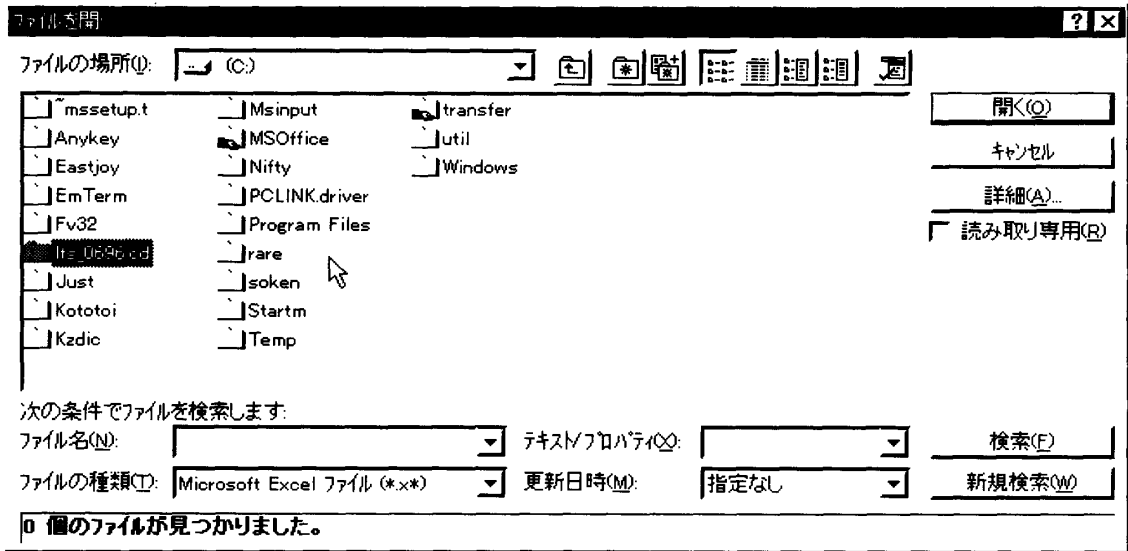 ファイルを開
ファイルの場所(I): (C:)
~mssetup.t
Anykey
Eastjoy
EmTerm
Fv32
Just
Kototoi
Kzdic
Msinput
MSOffice
Nifty
PCLINK.driver
Program Files
rare
soken
Startm
Temp
transfer
util
Windows
開く(O)
キャンセル
詳細(A)...
読み取り専用(R)
次の条件でファイルを検索します:
ファイル名(N): テキスト/プロパティ(X): 検索(F)
ファイルの種類(T): Microsoft Excel ファイル (*.x*) 更新日時(M): 指定なし 新規検索(W)
0 個のファイルが見つかりました。